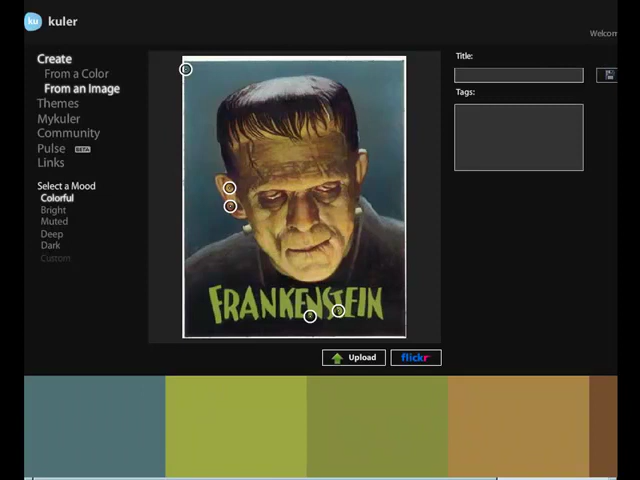 ku kuler
Welcom
Create
From a Color
From an Image
Themes
Mykuler
Community
Pulse BETA
Links
Select a Mood
Colorful
Bright
Muted
Deep
Dark
Custom
FRANKENSTEIN
Title:
Tags:
Upload
flickr